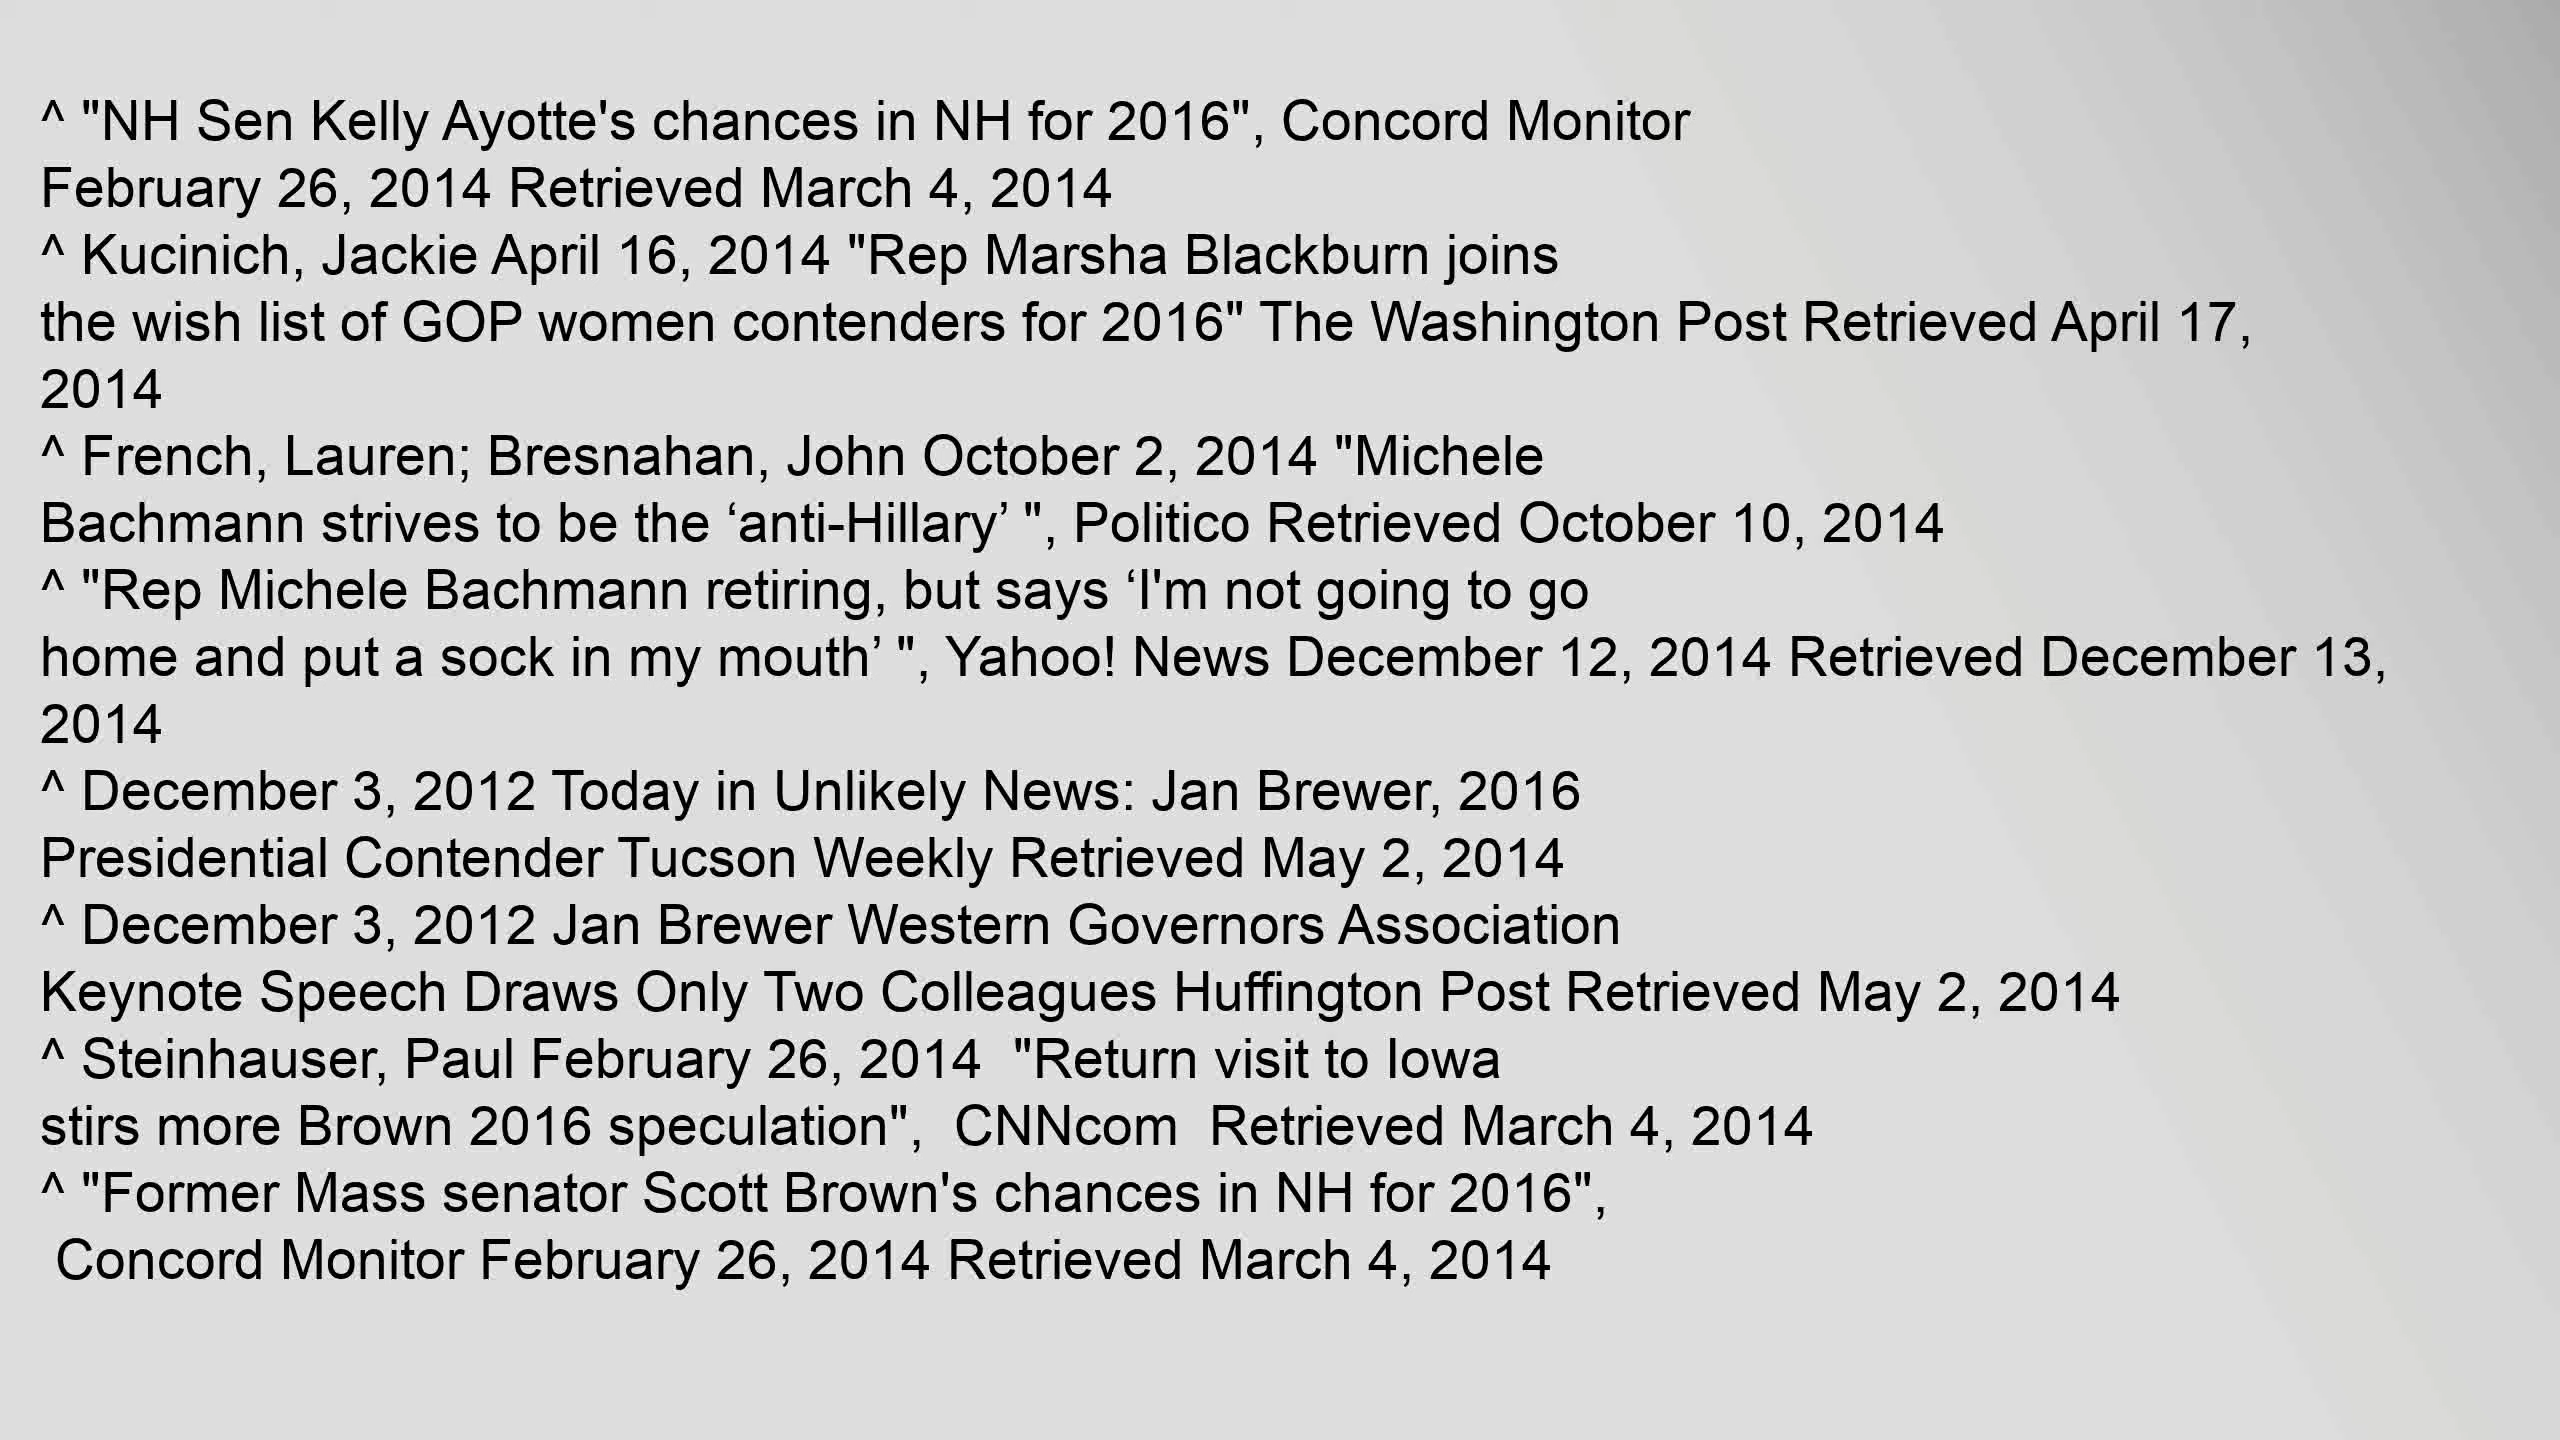 ^ "NH Sen Kelly Ayotte's chances in NH for 2016", Concord Monitor
February 26, 2014 Retrieved March 4, 2014
^ Kucinich, Jackie April 16, 2014 "Rep Marsha Blackburn joins
the wish list of GOP women contenders for 2016" The Washington Post Retrieved April 17,
2014
^ French, Lauren; Bresnahan, John October 2, 2014 "Michele
Bachmann strives to be the ‘anti-Hillary’ ", Politico Retrieved October 10, 2014
^ "Rep Michele Bachmann retiring, but says ‘I'm not going to go
home and put a sock in my mouth’ ", Yahoo! News December 12, 2014 Retrieved December 13,
2014
^ December 3, 2012 Today in Unlikely News: Jan Brewer, 2016
Presidential Contender Tucson Weekly Retrieved May 2, 2014
^ December 3, 2012 Jan Brewer Western Governors Association
Keynote Speech Draws Only Two Colleagues Huffington Post Retrieved May 2, 2014
^ Steinhauser, Paul February 26, 2014  "Return visit to Iowa
stirs more Brown 2016 speculation",  CNNcom  Retrieved March 4, 2014
^ "Former Mass senator Scott Brown's chances in NH for 2016",
Concord Monitor February 26, 2014 Retrieved March 4, 2014